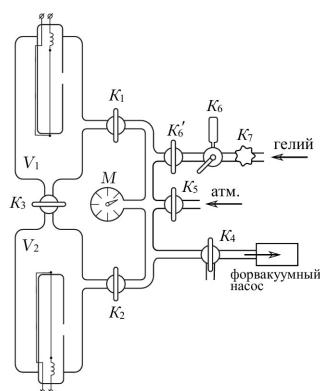 K₁
K₆
K₆′
K₇
гелий
V₁
M
K₅
атм.
K₃
V₂
K₄
K₂
форвакуумный
насос